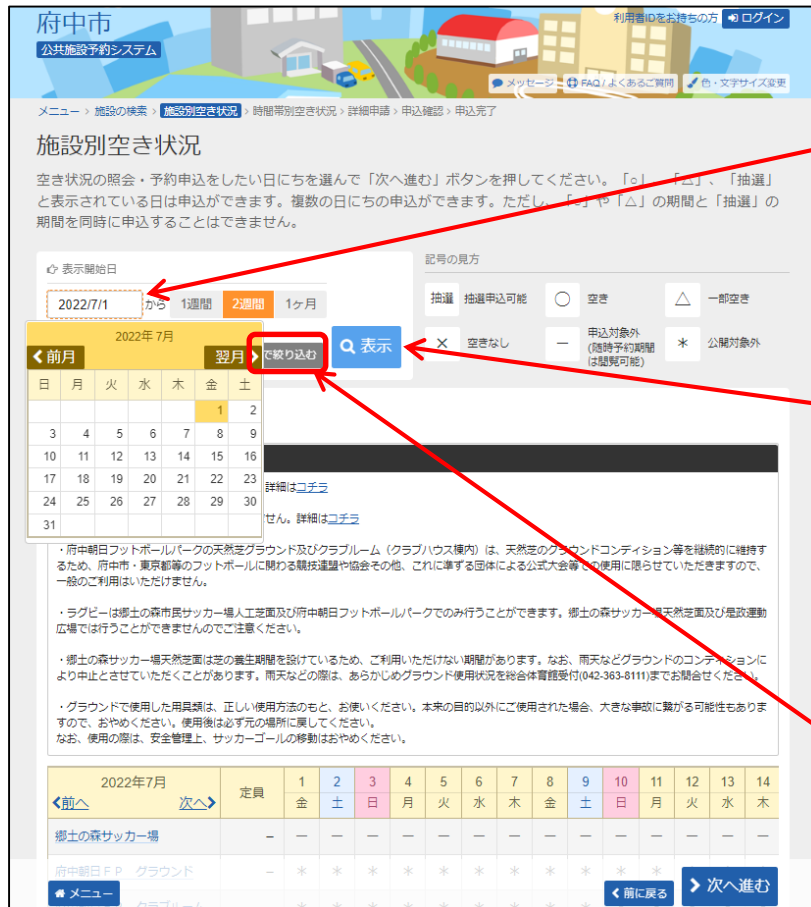 府中市
公共施設予約システム
利用者IDをお持ちの方 ログイン
メッセージ FAQ / よくあるご質問 色・文字サイズ変更
メニュー > 施設の検索 > 施設別空き状況 > 時間帯別空き状況 > 詳細申請 > 申込確認 > 申込完了
施設別空き状況
空き状況の照会・予約申込をしたい日にちを選んで「次へ進む」ボタンを押してください。「○」、「△」、「抽選」
と表示されている日は申込ができます。複数の日にちの申込ができます。ただし、「○」や「△」の期間と「抽選」の
期間を同時に申込することはできません。
表示開始日
2022/7/1 から 1週間 2週間 1ヶ月
で絞り込む
表示
記号の見方
抽選 抽選申込可能 ○ 空き △ 一部空き
× 空きなし － 申込対象外
(随時予約期間
は閲覧可能)
＊ 公開対象外
2022年 7月
前月 翌月
日 月 火 水 木 金 土
1 2
3 4 5 6 7 8 9
10 11 12 13 14 15 16
17 18 19 20 21 22 23
24 25 26 27 28 29 30
31
詳細はコチラ
せん。詳細はコチラ
・府中朝日フットボールパークの天然芝グラウンド及びクラブルーム（クラブハウス棟内）は、天然芝のグラウンドコンディション等を継続的に維持す
るため、府中市・東京都等のフットボールに関わる競技連盟や協会その他、これに準ずる団体による公式大会等での使用に限らせていただきますので、
一般のご利用はいただけません。
・ラグビーは郷土の森市民サッカー場人工芝面及び府中朝日フットボールパークでのみ行うことができます。郷土の森サッカー場天然芝面及び是政運動
広場では行うことができませんのでご注意ください。
・郷土の森サッカー場天然芝面は芝の養生期間を設けているため、ご利用いただけない期間があります。なお、雨天などグラウンドのコンディションに
より中止とさせていただくことがあります。雨天などの際は、あらかじめグラウンド使用状況を総合体育館受付(042-363-8111)までお問合せください。
・グラウンドで使用した用具類は、正しい使用方法のもと、お使いください。本来の目的以外にご使用された場合、大きな事故に繋がる可能性もありま
すので、おやめください。使用後は必ず元の場所に戻してください。
なお、使用の際は、安全管理上、サッカーゴールの移動はおやめください。
2022年7月 定員 1 2 3 4 5 6 7 8 9 10 11 12 13 14
前へ 次へ 金 土 日 月 火 水 木 金 土 日 月 火 水 木
郷土の森サッカー場 － － － － － － － － － － － － － － －
府中朝日ＦＰ グラウンド － ＊ ＊ ＊ ＊ ＊ ＊ ＊ ＊ ＊ ＊ ＊
クラブルーム
メニュー 前に戻る 次へ進む